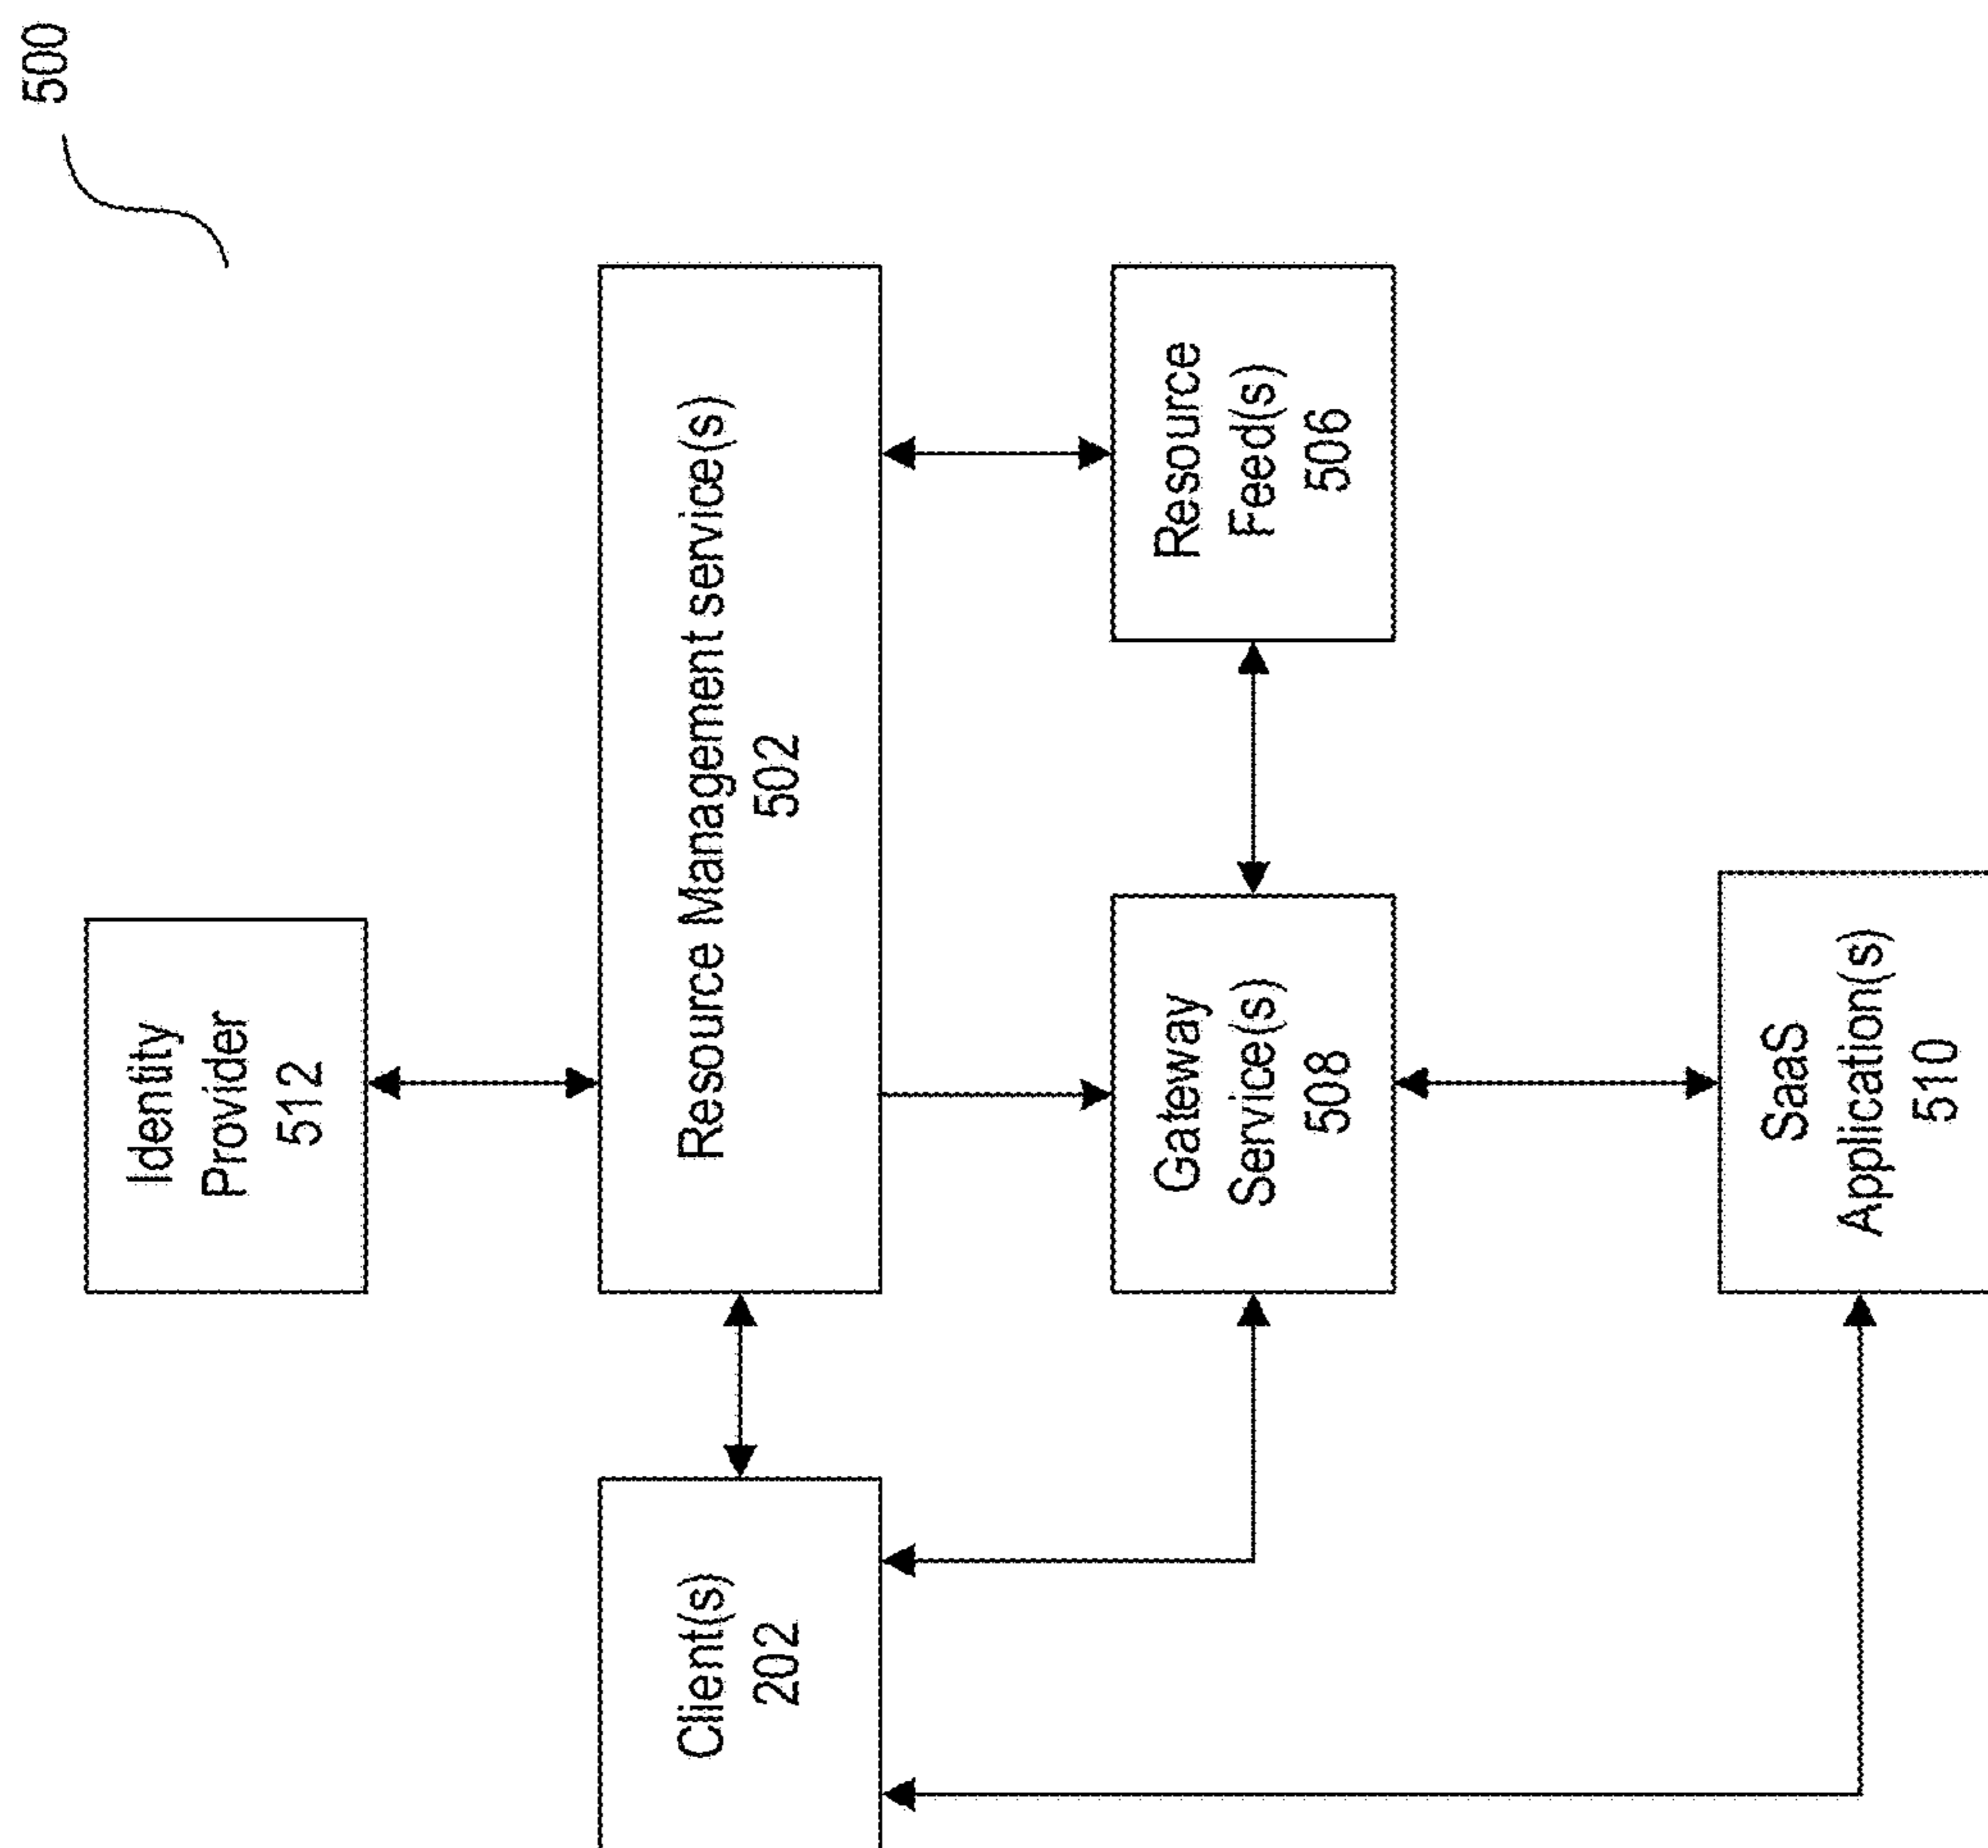 500
Identity
Provider
512
Client(s)
202
Resource Management service(s)
502
Gateway
Service(s)
508
Resource
Feed(s)
506
SaaS
Application(s)
510